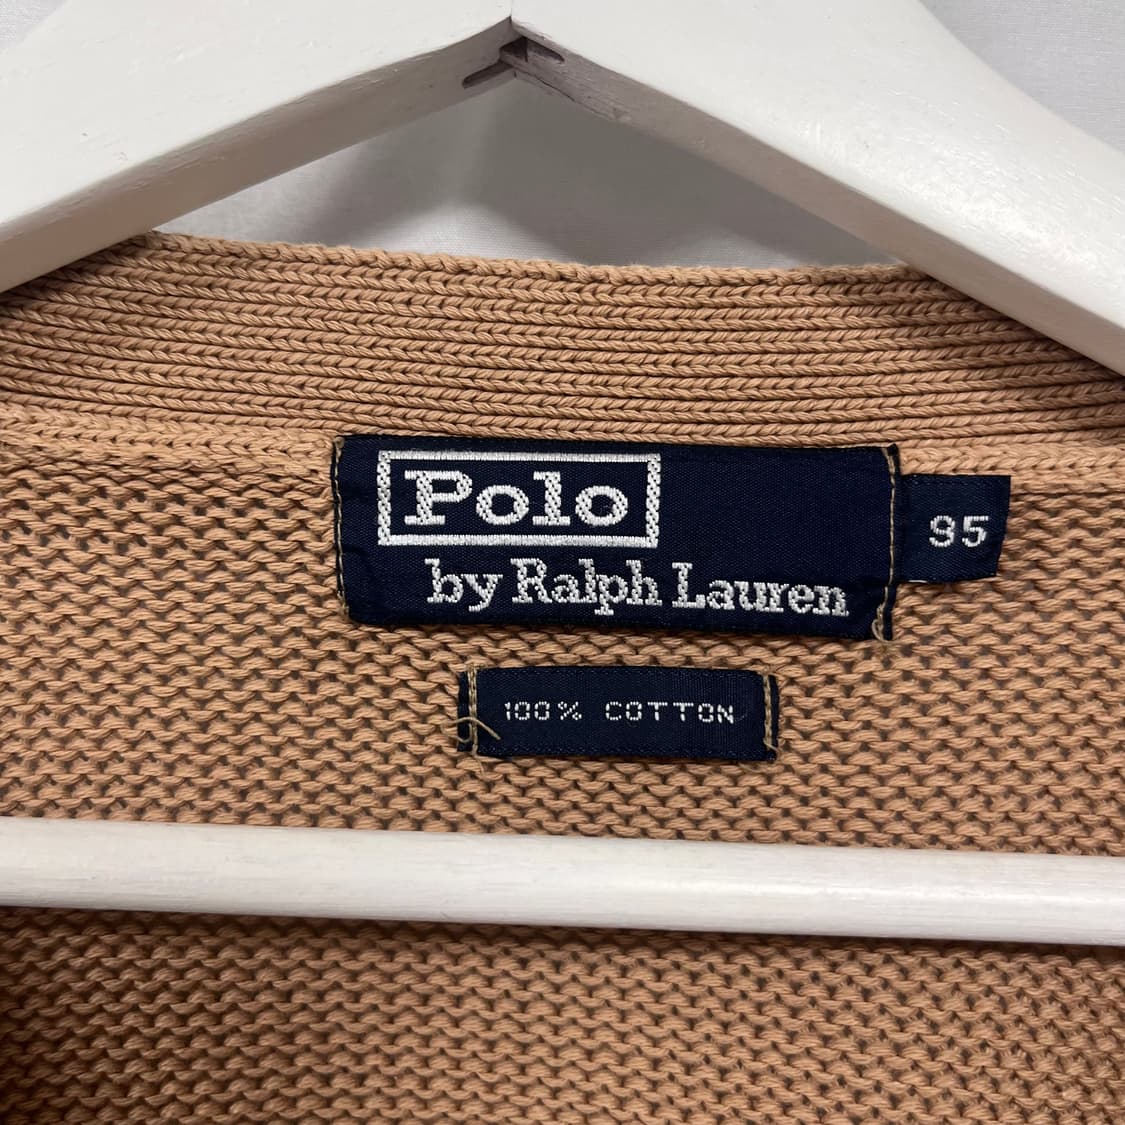 Polo
by Ralph Lauren
95
100% COTTON